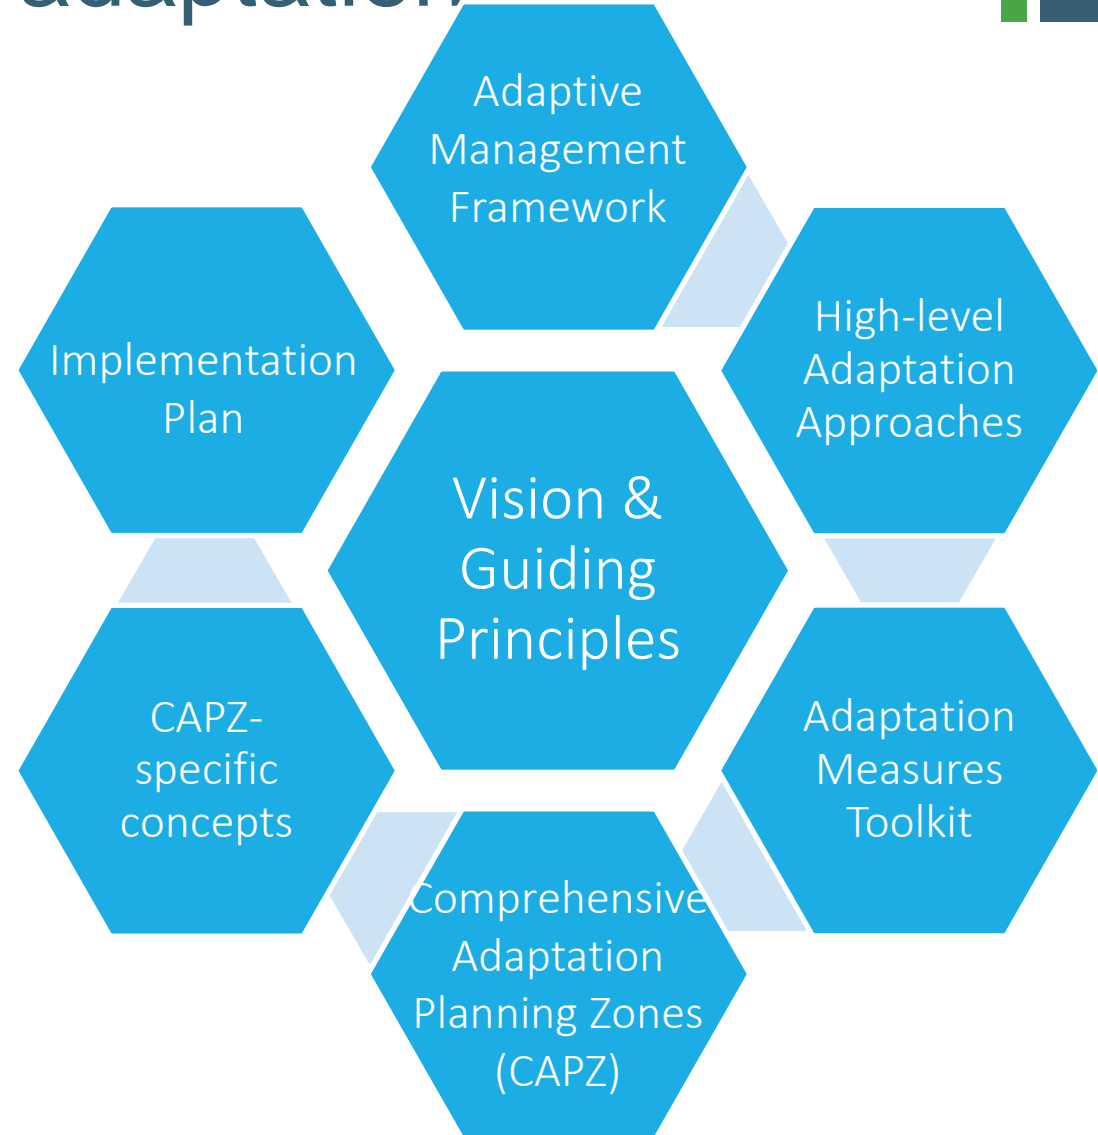 adaptation
Adaptive
Management
Framework
High-level
Adaptation
Approaches
Implementation
Plan
Vision &
Guiding
Principles
Adaptation
Measures
Toolkit
CAPZ-
specific
concepts
Comprehensive
Adaptation
Planning Zones
(CAPZ)